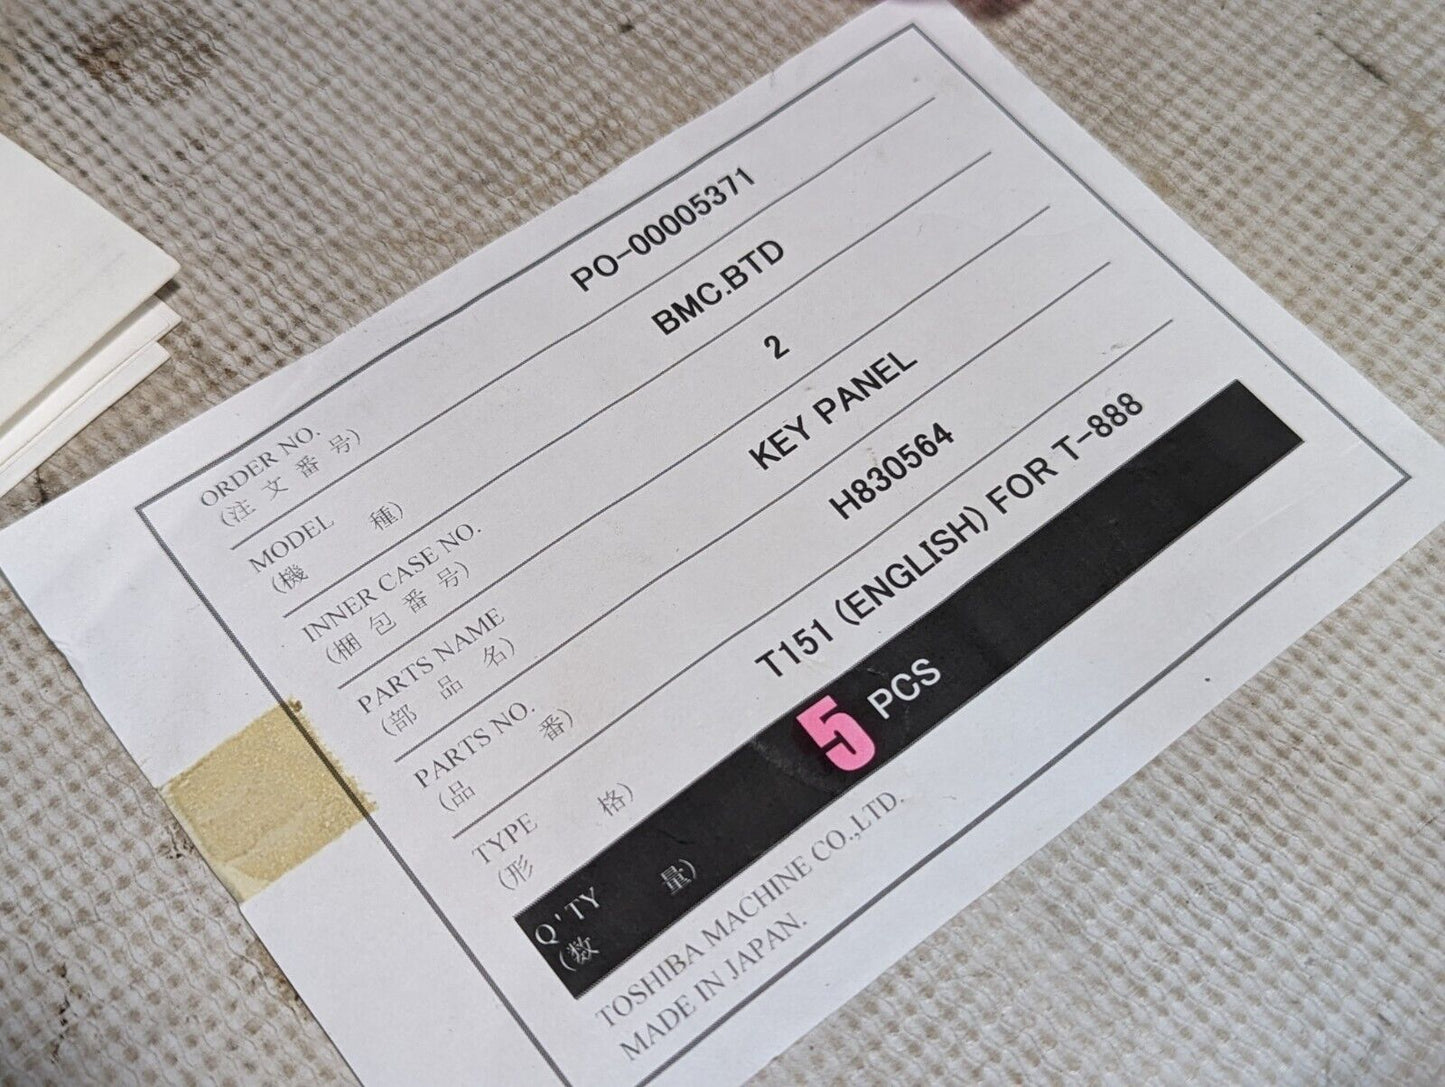 ORDER NO. PO-00005371
(注 文 番 号)
MODEL BMC.BTD
(機 種)
INNER CASE NO. 2
(梱 包 番 号)
PARTS NAME KEY PANEL
(部 品 名)
PARTS NO. H830564
(品 番)
TYPE T151 (ENGLISH) FOR T-888
(形 格)
Q'TY 5 PCS
(数 量)
TOSHIBA MACHINE CO.,LTD.
MADE IN JAPAN.